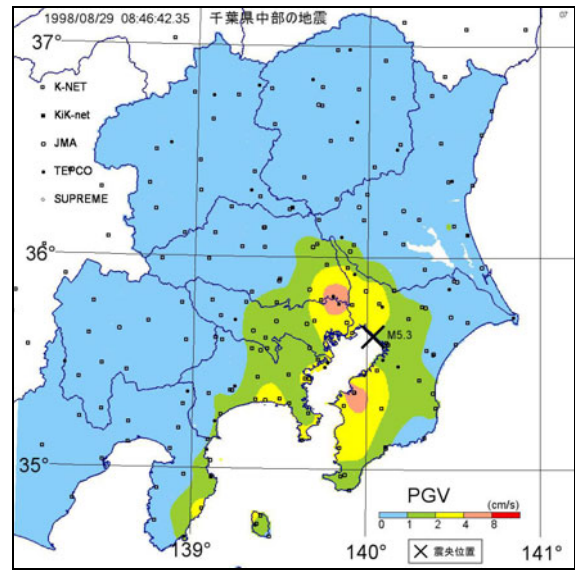 1998/08/29 08:46:42.35 千葉県中部の地震 07
37°
K-NET
KiK-net
JMA
TEPCO
SUPREME
36°
M5.3
35°
PGV
(cm/s)
0 1 2 4 8
震央位置
139° 140° 141°